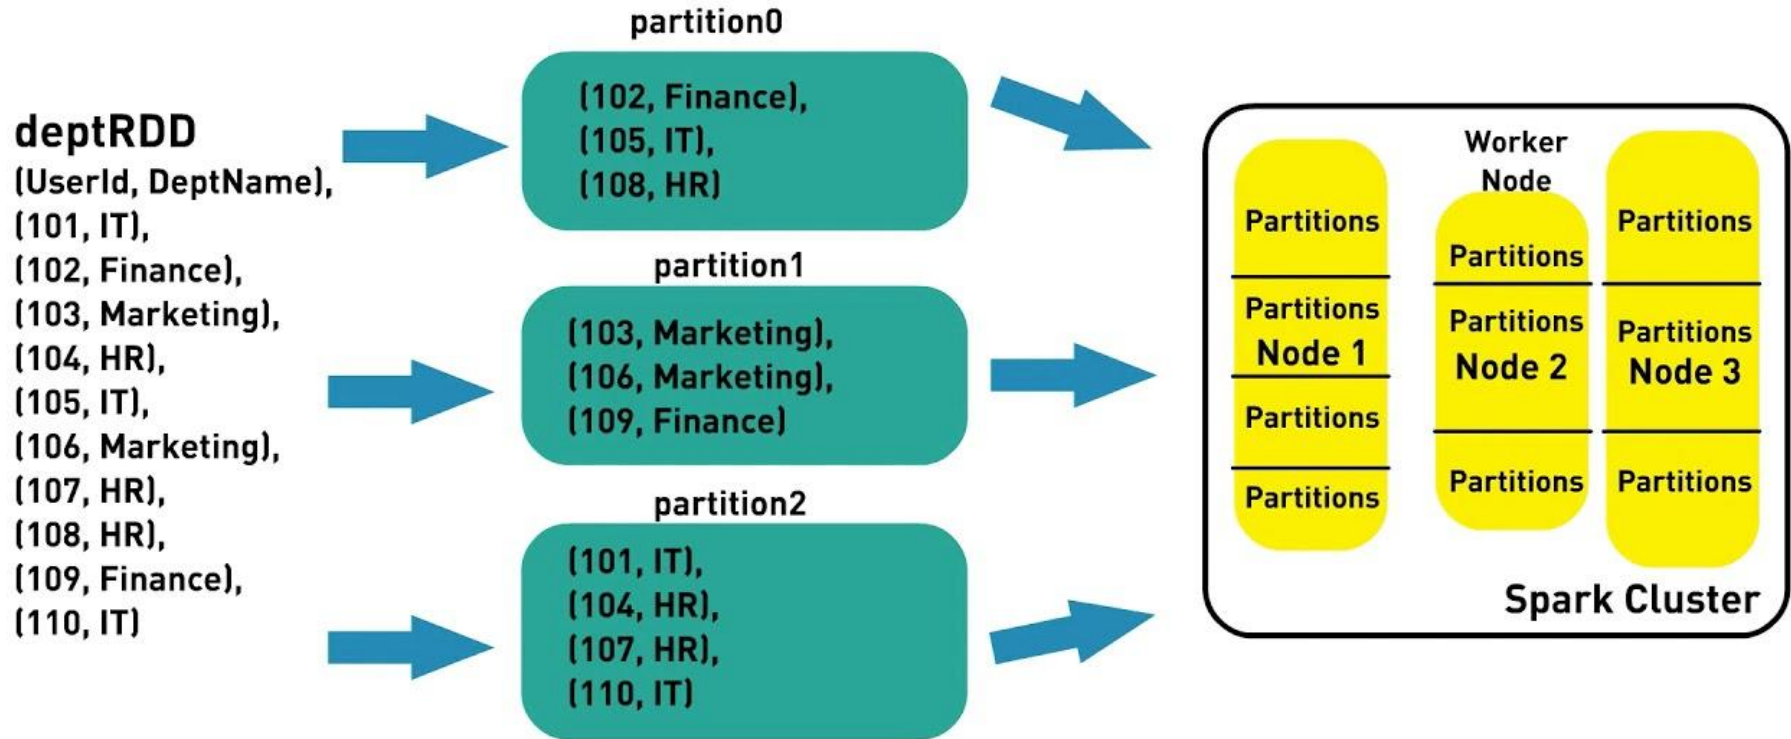 deptRDD
(UserId, DeptName),
(101, IT),
(102, Finance),
(103, Marketing),
(104, HR),
(105, IT),
(106, Marketing),
(107, HR),
(108, HR),
(109, Finance),
(110, IT)
partition0
(102, Finance),
(105, IT),
(108, HR)
partition1
(103, Marketing),
(106, Marketing),
(109, Finance)
partition2
(101, IT),
(104, HR),
(107, HR),
(110, IT)
Partitions
Partitions
Node 1
Partitions
Partitions
Worker
Node
Partitions
Partitions
Node 2
Partitions
Partitions
Partitions
Node 3
Partitions
Spark Cluster